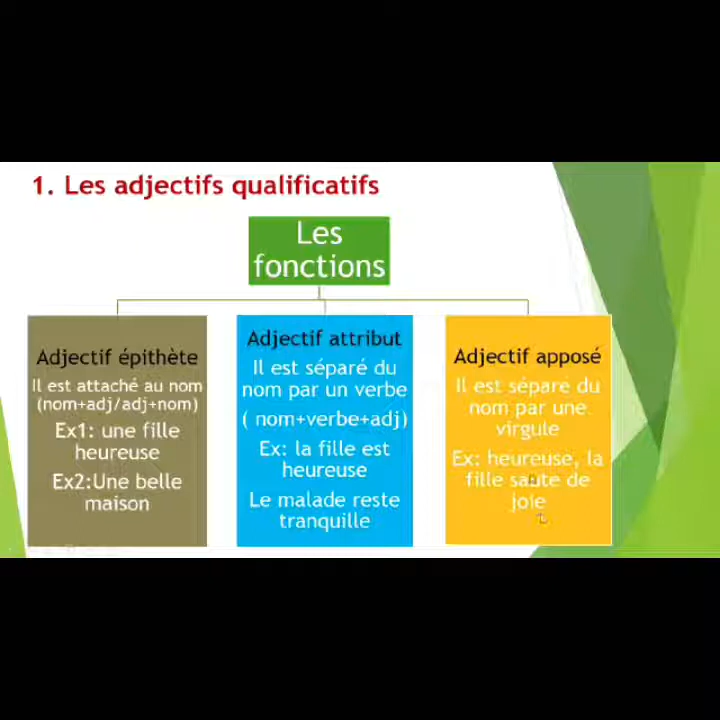 1. Les adjectifs qualificatifs
Les
fonctions
Adjectif épithète
Il est attaché au nom
(nom+adj/adj+nom)
Ex1: une fille
heureuse
Ex2:Une belle
maison
Adjectif attribut
Il est séparé du
nom par un verbe
( nom+verbe+adj)
Ex: la fille est
heureuse
Le malade reste
tranquille
Adjectif apposé
Il est séparé du
nom par une
virgule
Ex: heureuse, la
fille saute de
joie